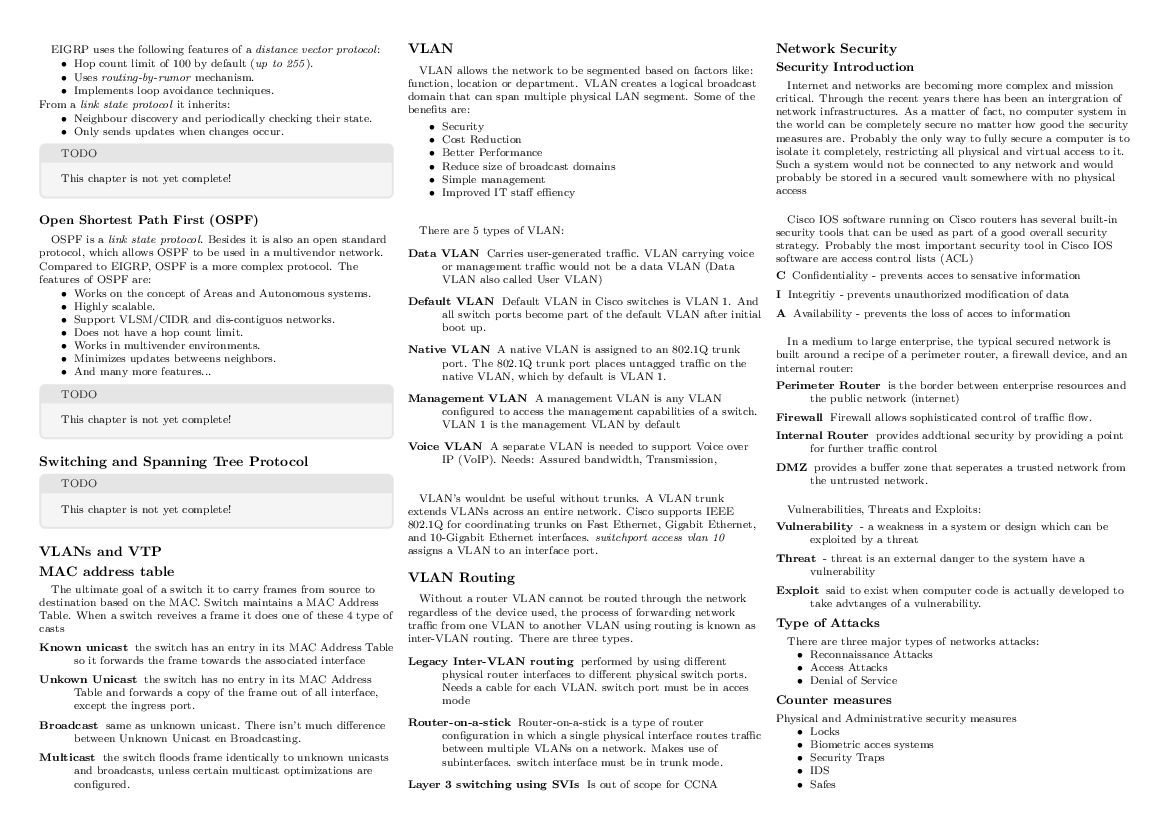 EIGRP uses the following features of a distance vector protocol:
• Hop count limit of 100 by default (up to 255).
• Uses routing-by-rumor mechanism.
• Implements loop avoidance techniques.
From a link state protocol it inherits:
• Neighbour discovery and periodically checking their state.
• Only sends updates when changes occur.
TODO
This chapter is not yet complete!
Open Shortest Path First (OSPF)
OSPF is a link state protocol. Besides it is also an open standard
protocol, which allows OSPF to be used in a multivendor network.
Compared to EIGRP, OSPF is a more complex protocol. The
features of OSPF are:
• Works on the concept of Areas and Autonomous systems.
• Highly scalable.
• Support VLSM/CIDR and dis-contiguos networks.
• Does not have a hop count limit.
• Works in multivender environments.
• Minimizes updates betweens neighbors.
• And many more features...
TODO
This chapter is not yet complete!
Switching and Spanning Tree Protocol
TODO
This chapter is not yet complete!
VLANs and VTP
MAC address table
The ultimate goal of a switch it to carry frames from source to
destination based on the MAC. Switch maintains a MAC Address
Table. When a switch reveives a frame it does one of these 4 type of
casts
Known unicast the switch has an entry in its MAC Address Table
so it forwards the frame towards the associated interface
Unkown Unicast the switch has no entry in its MAC Address
Table and forwards a copy of the frame out of all interface,
except the ingress port.
Broadcast same as unknown unicast. There isn't much difference
between Unknown Unicast en Broadcasting.
Multicast the switch floods frame identically to unknown unicasts
and broadcasts, unless certain multicast optimizations are
configured.
VLAN
VLAN allows the network to be segmented based on factors like:
function, location or department. VLAN creates a logical broadcast
domain that can span multiple physical LAN segment. Some of the
benefits are:
• Security
• Cost Reduction
• Better Performance
• Reduce size of broadcast domains
• Simple management
• Improved IT staff effiency
There are 5 types of VLAN:
Data VLAN Carries user-generated traffic. VLAN carrying voice
or management traffic would not be a data VLAN (Data
VLAN also called User VLAN)
Default VLAN Default VLAN in Cisco switches is VLAN 1. And
all switch ports become part of the default VLAN after initial
boot up.
Native VLAN A native VLAN is assigned to an 802.1Q trunk
port. The 802.1Q trunk port places untagged traffic on the
native VLAN, which by default is VLAN 1.
Management VLAN A management VLAN is any VLAN
configured to access the management capabilities of a switch.
VLAN 1 is the management VLAN by default
Voice VLAN A separate VLAN is needed to support Voice over
IP (VoIP). Needs: Assured bandwidth, Transmission,
VLAN's wouldnt be useful without trunks. A VLAN trunk
extends VLANs across an entire network. Cisco supports IEEE
802.1Q for coordinating trunks on Fast Ethernet, Gigabit Ethernet,
and 10-Gigabit Ethernet interfaces. switchport access vlan 10
assigns a VLAN to an interface port.
VLAN Routing
Without a router VLAN cannot be routed through the network
regardless of the device used, the process of forwarding network
traffic from one VLAN to another VLAN using routing is known as
inter-VLAN routing. There are three types.
Legacy Inter-VLAN routing performed by using different
physical router interfaces to different physical switch ports.
Needs a cable for each VLAN. switch port must be in acces
mode
Router-on-a-stick Router-on-a-stick is a type of router
configuration in which a single physical interface routes traffic
between multiple VLANs on a network. Makes use of
subinterfaces. switch interface must be in trunk mode.
Layer 3 switching using SVIs Is out of scope for CCNA
Network Security
Security Introduction
Internet and networks are becoming more complex and mission
critical. Through the recent years there has been an intergration of
network infrastructures. As a matter of fact, no computer system in
the world can be completely secure no matter how good the security
measures are. Probably the only way to fully secure a computer is to
isolate it completely, restricting all physical and virtual access to it.
Such a system would not be connected to any network and would
probably be stored in a secured vault somewhere with no physical
access
Cisco IOS software running on Cisco routers has several built-in
security tools that can be used as part of a good overall security
strategy. Probably the most important security tool in Cisco IOS
software are access control lists (ACL)
C Confidentiality - prevents acces to sensative information
I Integritiy - prevents unauthorized modification of data
A Availability - prevents the loss of acces to information
In a medium to large enterprise, the typical secured network is
built around a recipe of a perimeter router, a firewall device, and an
internal router:
Perimeter Router is the border between enterprise resources and
the public network (internet)
Firewall Firewall allows sophisticated control of traffic flow.
Internal Router provides addtional security by providing a point
for further traffic control
DMZ provides a buffer zone that seperates a trusted network from
the untrusted network.
Vulnerabilities, Threats and Exploits:
Vulnerability - a weakness in a system or design which can be
exploited by a threat
Threat - threat is an external danger to the system have a
vulnerability
Exploit said to exist when computer code is actually developed to
take advtanges of a vulnerability.
Type of Attacks
There are three major types of networks attacks:
• Reconnaissance Attacks
• Access Attacks
• Denial of Service
Counter measures
Physical and Administrative security measures
• Locks
• Biometric acces systems
• Security Traps
• IDS
• Safes